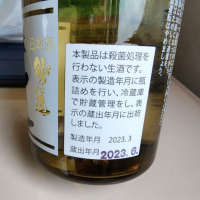 日本酒
本製品は殺菌処理を
行わない生酒です。
表示の製造年月に瓶
詰めを行い、冷蔵庫
で貯蔵管理をし、表
示の蔵出年月に出荷
しました。
製造年月 2023.3
蔵出年月 2023.6.